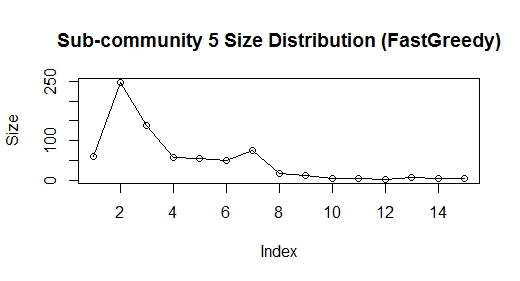 Sub-community 5 Size Distribution (FastGreedy)
250
100
0
Size
2 4 6 8 10 12 14
Index